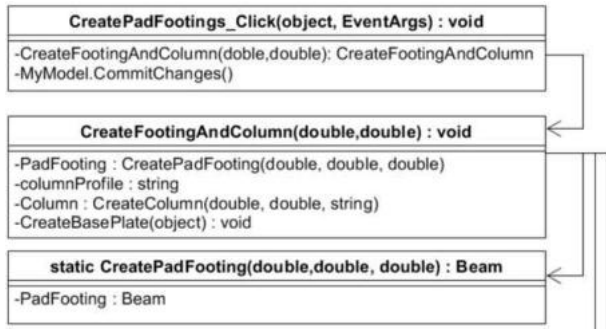 CreatePadFootings_Click(object, EventArgs) : void
-CreateFootingAndColumn(doble,double): CreateFootingAndColumn
-MyModel.CommitChanges()
CreateFootingAndColumn(double,double) : void
-PadFooting : CreatePadFooting(double, double, double)
-columnProfile : string
-Column : CreateColumn(double, double, string)
-CreateBasePlate(object) : void
static CreatePadFooting(double,double, double) : Beam
-PadFooting : Beam